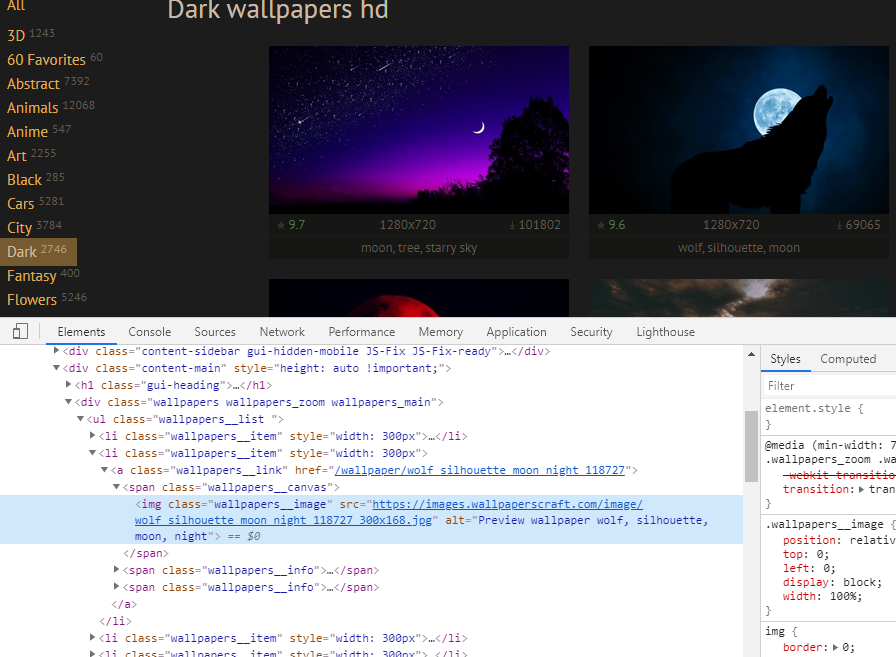 All
Dark wallpapers hd
3D 1243
60 Favorites 60
Abstract 7392
Animals 12068
Anime 547
Art 2255
Black 285
Cars 5281
City 3784
Dark 2746
Fantasy 400
Flowers 5246
9.7 1280x720 101802
moon, tree, starry sky
9.6 1280x720 69065
wolf, silhouette, moon
Elements Console Sources Network Performance Memory Application Security Lighthouse
<div class="content-sidebar gui-hidden-mobile JS-Fix JS-Fix-ready">…</div>
<div class="content-main" style="height: auto !important;">
<h1 class="gui-heading">…</h1>
<div class="wallpapers wallpapers_zoom wallpapers_main">
<ul class="wallpapers__list ">
<li class="wallpapers__item" style="width: 300px">…</li>
<li class="wallpapers__item" style="width: 300px">
<a class="wallpapers__link" href="/wallpaper/wolf_silhouette_moon_night_118727">
<span class="wallpapers__canvas">
<img class="wallpapers__image" src="https://images.wallpaperscraft.com/image/
wolf_silhouette_moon_night_118727_300x168.jpg" alt="Preview wallpaper wolf, silhouette,
moon, night"> == $0
</span>
<span class="wallpapers__info">…</span>
<span class="wallpapers__info">…</span>
</a>
</li>
<li class="wallpapers__item" style="width: 300px">…</li>
<li class="wallpapers__item" style="width: 300px">…</li>
Styles Computed
Filter
element.style {
}
@media (min-width: 7
.wallpapers_zoom .wa
-webkit-transitio
transition: tran
}
.wallpapers__image {
position: relativ
top: 0;
left: 0;
display: block;
width: 100%;
}
img {
border: 0;